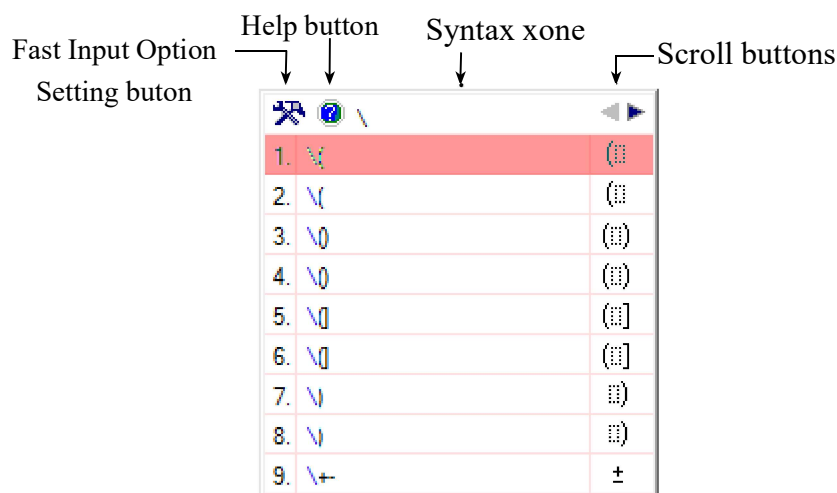 Help button
Syntax xone
Fast Input Option
Setting buton
Scroll buttons
\
1. \( (
2. \( (
3. \() ()
4. \() ()
5. \(] (]
6. \(] (]
7. \) )
8. \) )
9. \+- ±